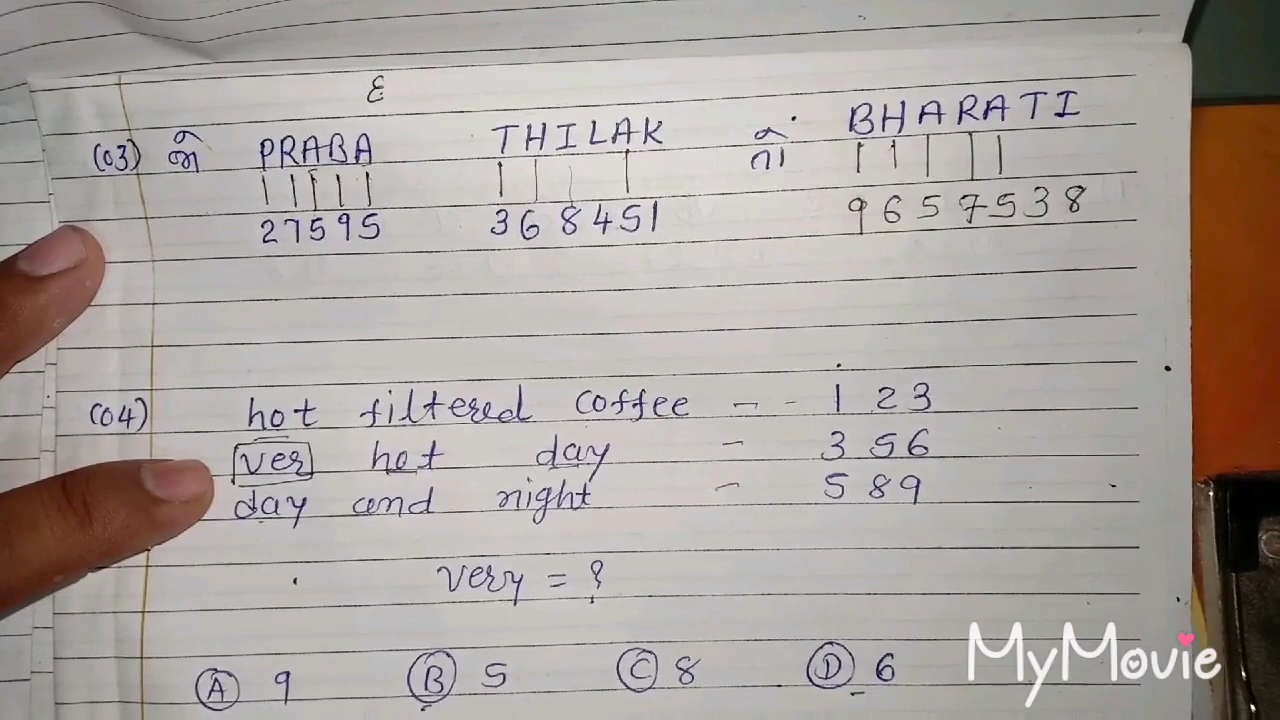 ε
(03) PRABA THILAK BHARATI
27595 368451 9657538
(04) hot filtered coffee - - 1 2 3
ver hot day - 3 5 6
day and night - 5 8 9
very = ?
(A) 9 (B) 5 (C) 8 (D) 6
MyMovie